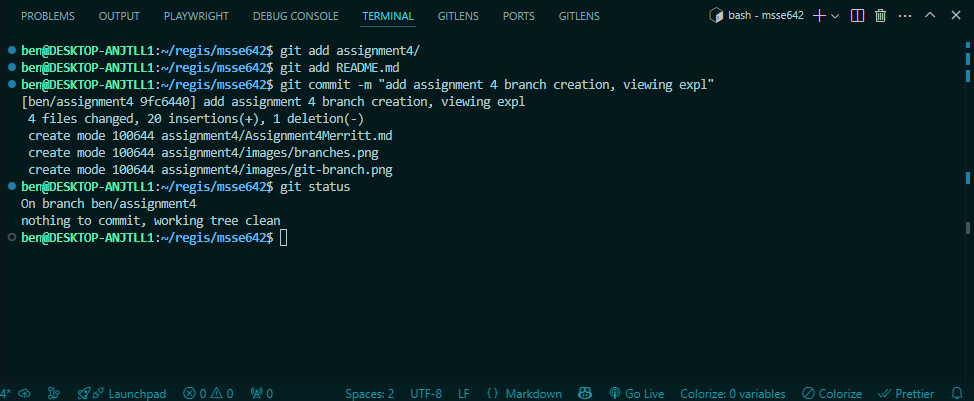 PROBLEMS OUTPUT PLAYWRIGHT DEBUG CONSOLE TERMINAL GITLENS PORTS GITLENS bash - msse642
ben@DESKTOP-ANJTLL1:~/regis/msse642$ git add assignment4/
ben@DESKTOP-ANJTLL1:~/regis/msse642$ git add README.md
ben@DESKTOP-ANJTLL1:~/regis/msse642$ git commit -m "add assignment 4 branch creation, viewing expl"
[ben/assignment4 9fc6440] add assignment 4 branch creation, viewing expl
 4 files changed, 20 insertions(+), 1 deletion(-)
 create mode 100644 assignment4/Assignment4Merritt.md
 create mode 100644 assignment4/images/branches.png
 create mode 100644 assignment4/images/git-branch.png
ben@DESKTOP-ANJTLL1:~/regis/msse642$ git status
On branch ben/assignment4
nothing to commit, working tree clean
ben@DESKTOP-ANJTLL1:~/regis/msse642$
4* Launchpad 0 0 0 Spaces: 2 UTF-8 LF {} Markdown Go Live Colorize: 0 variables Colorize Prettier